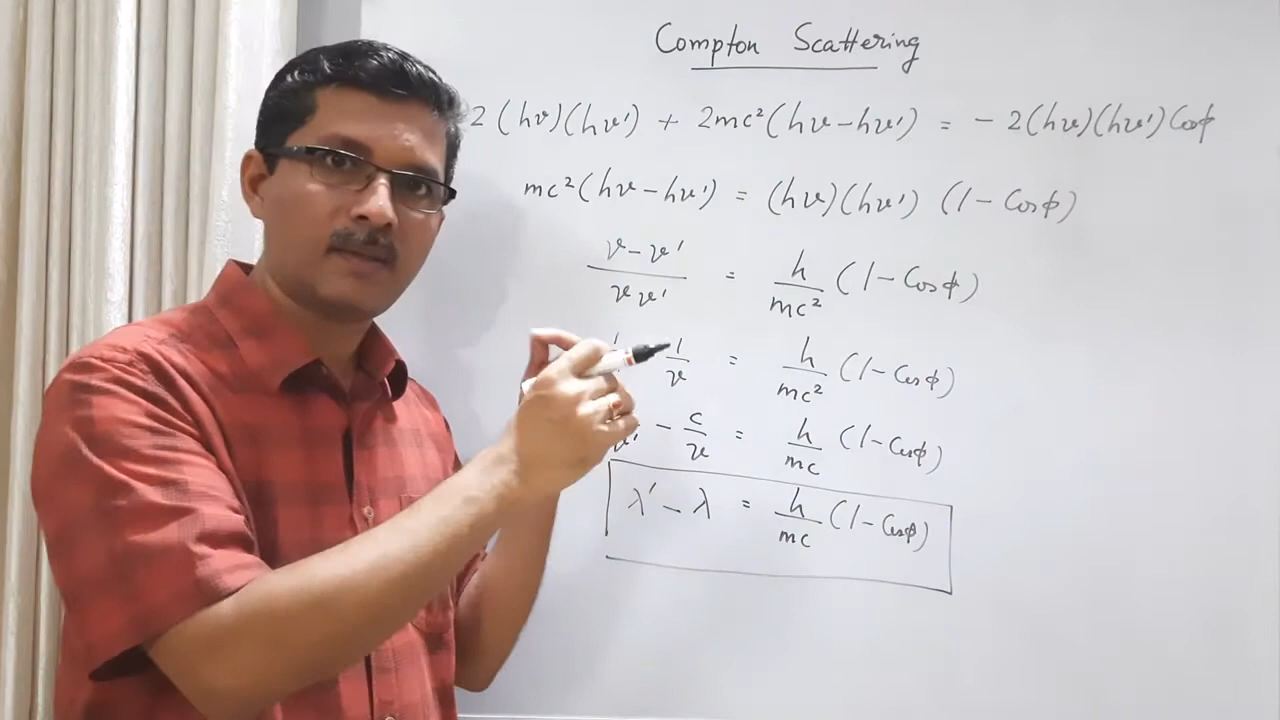 Compton Scattering
2(hν)(hν') + 2mc²(hν-hν') = -2(hν)(hν')Cosϕ
mc²(hν-hν') = (hν)(hν') (1-Cosϕ)
ν-ν' / νν' = h/mc² (1-Cosϕ)
1/ν = h/mc² (1-Cosϕ)
- c/ν = h/mc (1-Cosϕ)
λ' - λ = h/mc (1-Cosϕ)